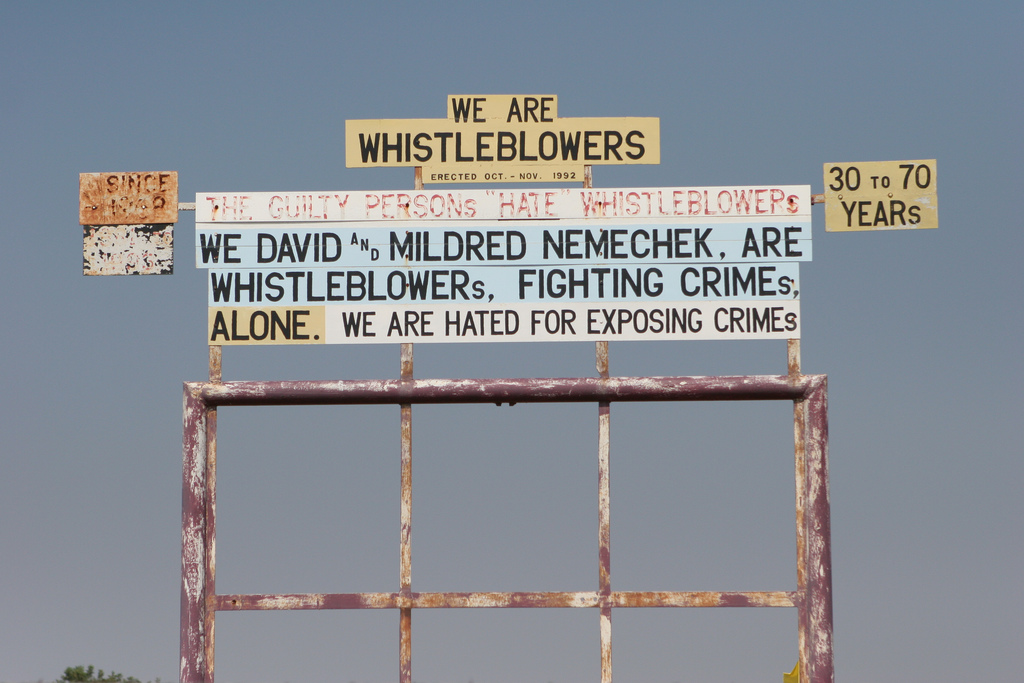 WE ARE
WHISTLEBLOWERS
ERECTED OCT. - NOV. 1992
SINCE
30 TO 70
YEARs
THE GUILTY PERSONs "HATE" WHISTLEBLOWERs
WE DAVID AND MILDRED NEMECHEK, ARE
WHISTLEBLOWERs, FIGHTING CRIMEs,
ALONE. WE ARE HATED FOR EXPOSING CRIMEs